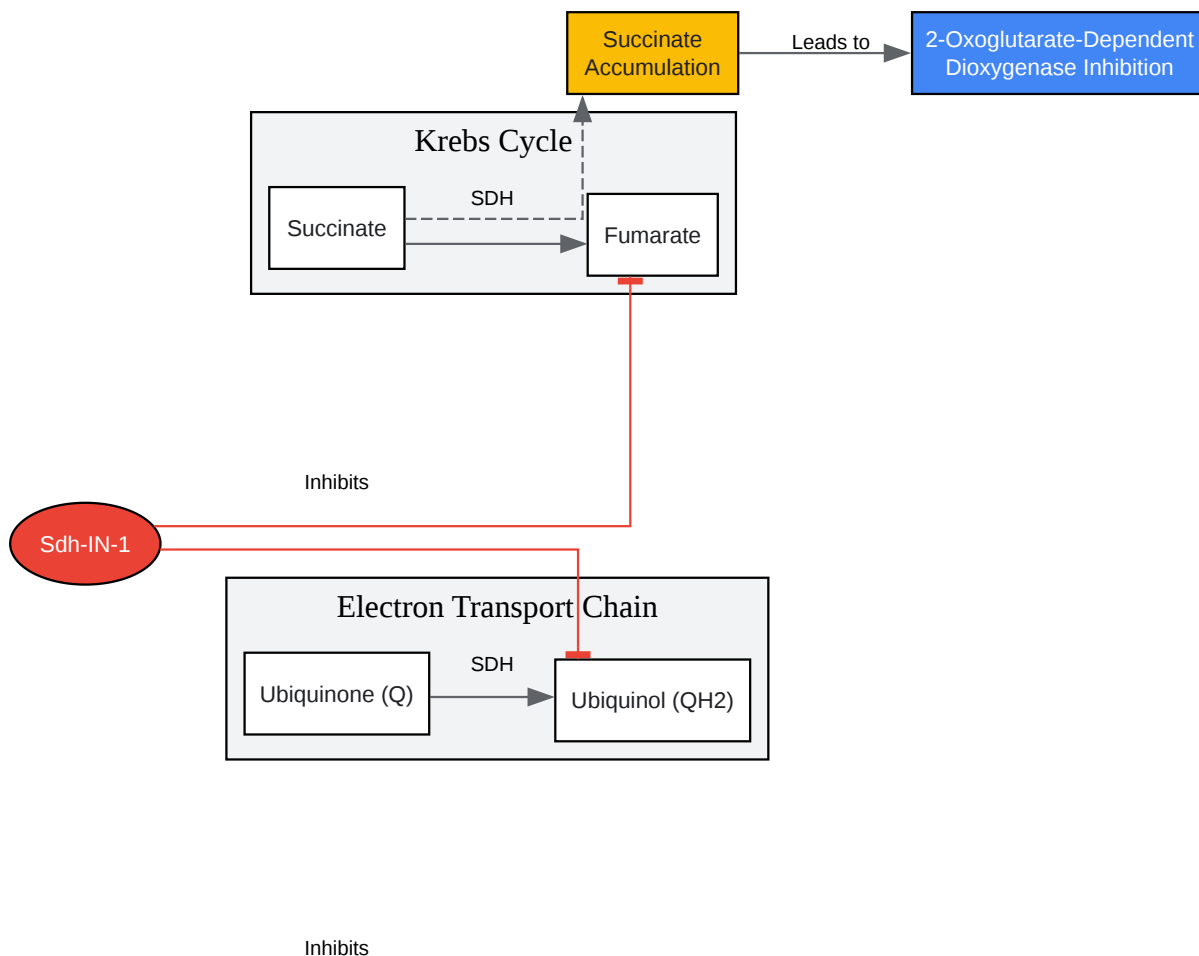 Succinate
Accumulation
Leads to
2-Oxoglutarate-Dependent
Dioxygenase Inhibition
Krebs Cycle
Succinate
SDH
Fumarate
Inhibits
Sdh-IN-1
Electron Transport Chain
Ubiquinone (Q)
SDH
Ubiquinol (QH2)
Inhibits